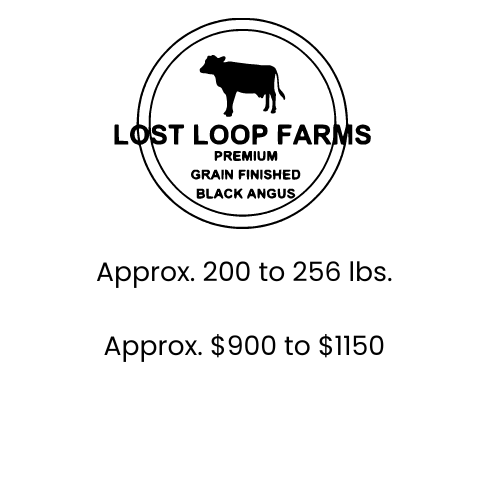 LOST LOOP FARMS
PREMIUM
GRAIN FINISHED
BLACK ANGUS
Approx. 200 to 256 lbs.
Approx. $900 to $1150